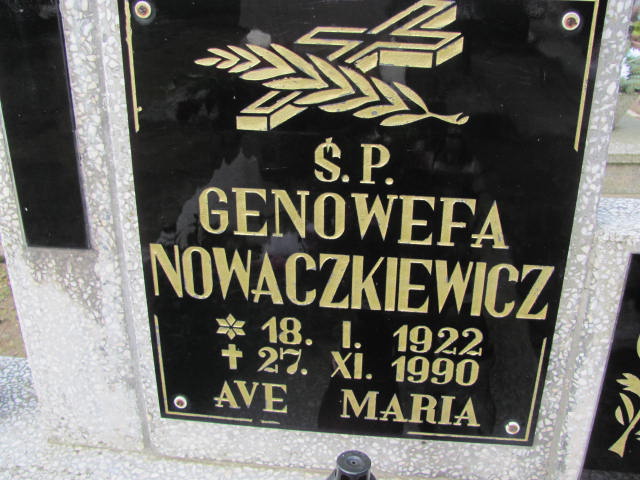 Ś. P.
GENOWEFA
NOWACZKIEWICZ
* 18. I. 1922
✝ 27. XI. 1990
AVE MARIA